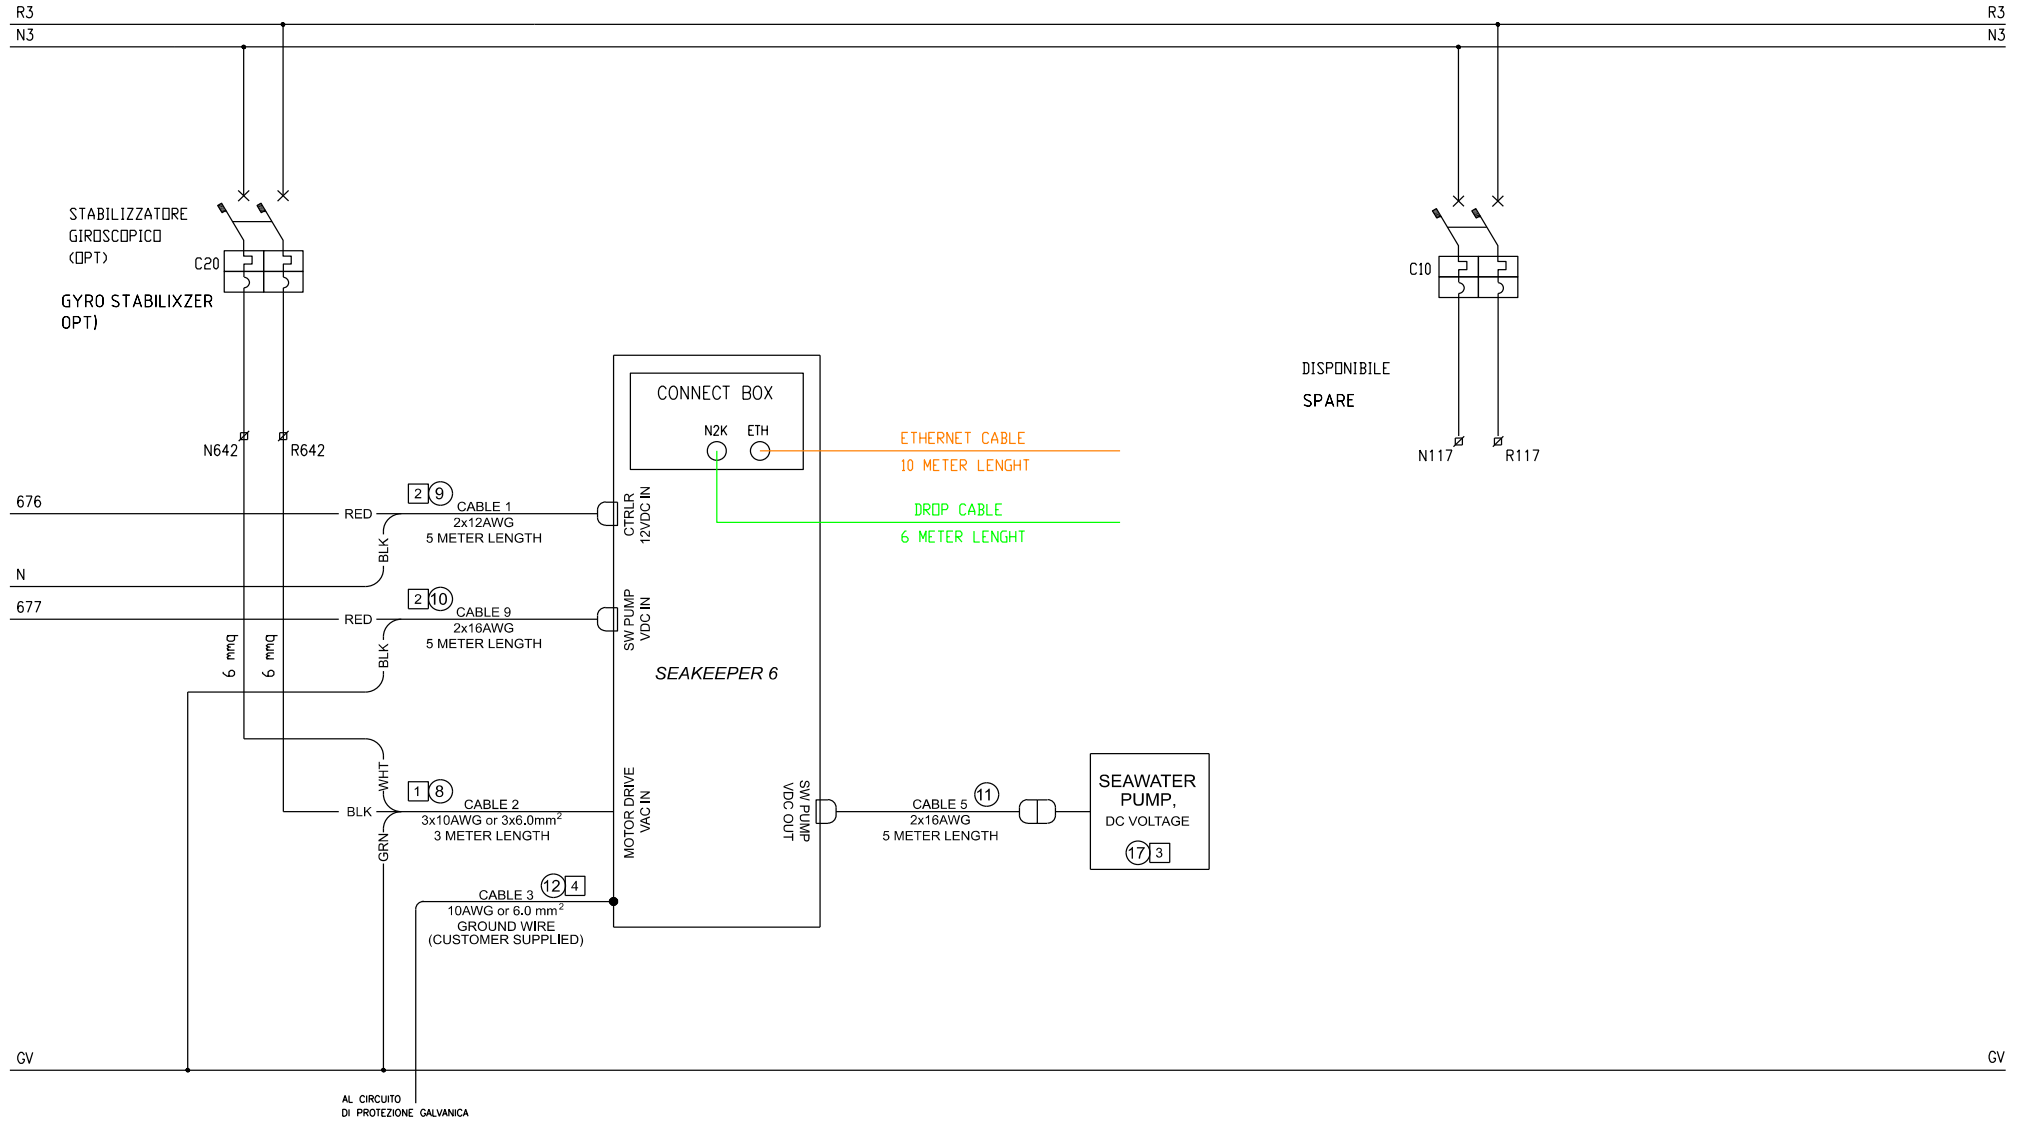 R3
R3
N3
N3
STABILIZZATORE
GIROSCOPICO
(OPT)
C20
GYRO STABILIXZER
OPT)
C10
DISPONIBILE
SPARE
N642
R642
N117
R117
CONNECT BOX
N2K
ETH
ETHERNET CABLE
10 METER LENGHT
DROP CABLE
6 METER LENGHT
676
RED
2
9
CABLE 1
2x12AWG
5 METER LENGTH
BLK
CTRLR
12VDC IN
N
677
RED
2
10
CABLE 9
2x16AWG
5 METER LENGTH
BLK
SW PUMP
VDC IN
6 mmq
6 mmq
SEAKEEPER 6
WHT
BLK
1
8
CABLE 2
3x10AWG or 3x6.0mm²
3 METER LENGTH
GRN
MOTOR DRIVE
VAC IN
SW PUMP
VDC OUT
CABLE 5
11
2x16AWG
5 METER LENGTH
SEAWATER
PUMP,
DC VOLTAGE
17
3
CABLE 3
12
4
10AWG or 6.0 mm²
GROUND WIRE
(CUSTOMER SUPPLIED)
GV
GV
AL CIRCUITO
DI PROTEZIONE GALVANICA